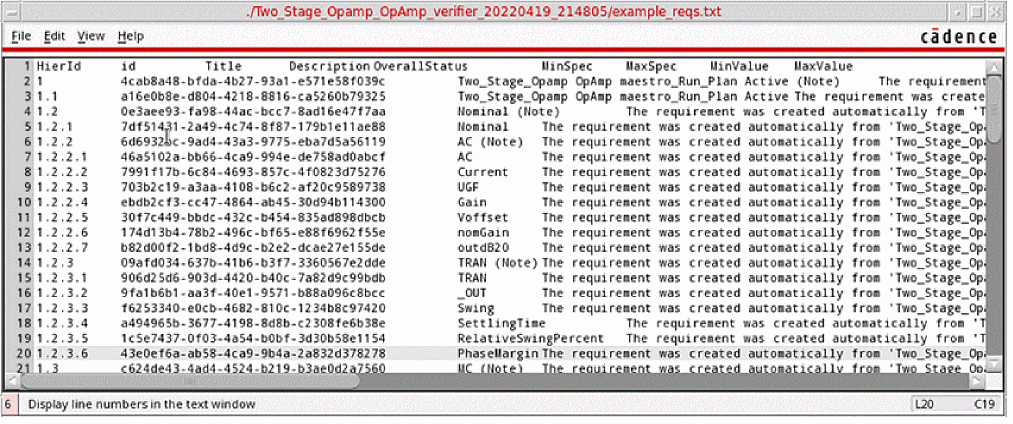 ./Two_Stage_Opamp_OpAmp_verifier_20220419_214805/example_reqs.txt
File Edit View Help cādence
1 HierId id Title Description OverallStatus MinSpec MaxSpec MinValue MaxValue
2 1 4cab8a48-bfda-4b27-93a1-e571e58f039c Two_Stage_Opamp OpAmp maestro_Run_Plan Active (Note) The requirement
3 1.1 a16e0b8e-d804-4218-8816-ca5260b79325 Two_Stage_Opamp OpAmp maestro_Run_Plan Active The requirement was create
4 1.2 0e3aee93-fa98-44ac-bcc7-8ad16e47f7aa Nominal (Note) The requirement was created automatically from 'T
5 1.2.1 7df51431-2a49-4c74-8f87-179b1e11ae88 Nominal The requirement was created automatically from 'Two_Stage_Op
6 1.2.2 AC (Note) The requirement was created automatically from 'Two_Stage_Op
7 1.2.2.1 46a5102a-bb66-4ca9-994e-de758ad0abcf AC The requirement was created automatically from 'Two_Stage_Op
8 1.2.2.2 7991f17b-6c84-4693-857c-4f0823d75276 Current The requirement was created automatically from 'Two_Stage_Op
9 1.2.2.3 703b2c19-a3aa-4108-b6c2-af20c9589738 UGF The requirement was created automatically from 'Two_Stage_Op
10 1.2.2.4 ebdb2cf3-cc47-4864-ab45-30d94b114300 Gain The requirement was created automatically from 'Two_Stage_Op
11 1.2.2.5 30f7c449-bbdc-432c-b454-835ad898dbcb Voffset The requirement was created automatically from 'Two_Stage_Op
12 1.2.2.6 174d13b4-78b2-496c-bf65-e88f6962f55e nomGain The requirement was created automatically from 'Two_Stage_Op
13 1.2.2.7 b82d00f2-1bd8-4d9c-b2e2-dcae27e155de outdB20 The requirement was created automatically from 'Two_Stage_Op
14 1.2.3 09afd034-637b-41b6-b3f7-3360567e2dde TRAN (Note) The requirement was created automatically from 'Two_Stage_Op
15 1.2.3.1 906d25d6-903d-4420-b40c-7a82d9c99bdb TRAN The requirement was created automatically from 'Two_Stage_Op
16 1.2.3.2 9fa1b6b1-aa3f-40e1-9571-b88a096c8bcc _OUT The requirement was created automatically from 'Two_Stage_Op
17 1.2.3.3 f6253340-e0cb-4682-810c-1234b8c97420 Swing The requirement was created automatically from 'Two_Stage_Op
18 1.2.3.4 a494965b-3677-4198-8d8b-c2308fe6b38e SettlingTime The requirement was created automatically from 'T
19 1.2.3.5 1c5e7437-0f03-4a54-b0bf-3d30b58e1154 RelativeSwingPercent The requirement was created automatically from 'T
20 1.2.3.6 43e0ef6a-ab58-4ca9-9b4a-2a832d378278 PhaseMargin The requirement was created automatically from 'Two_Stage_Op
21 1.3 c624de43-4ad4-4524-b219-b3ae0d2a7560 MC (Note) The requirement was created automatically from 'Two_Stage_Op
6 Display line numbers in the text window L20 C19